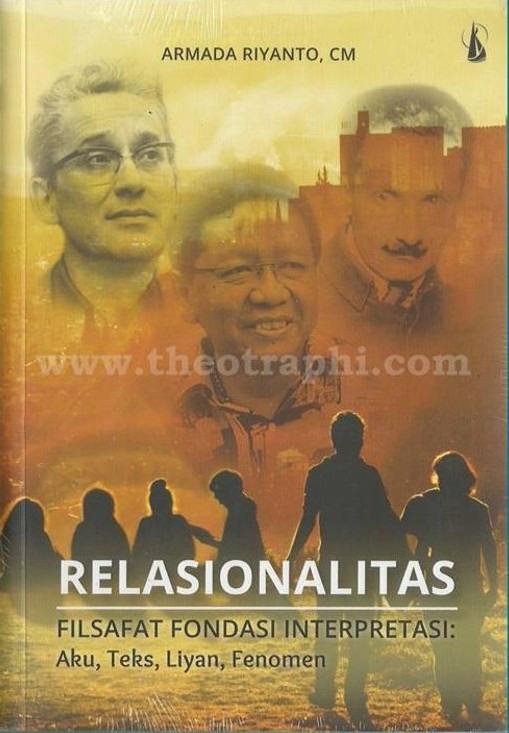 ARMADA RIYANTO, CM
www.theotraphi.com
RELASIONALITAS
FILSAFAT FONDASI INTERPRETASI:
Aku, Teks, Liyan, Fenomen